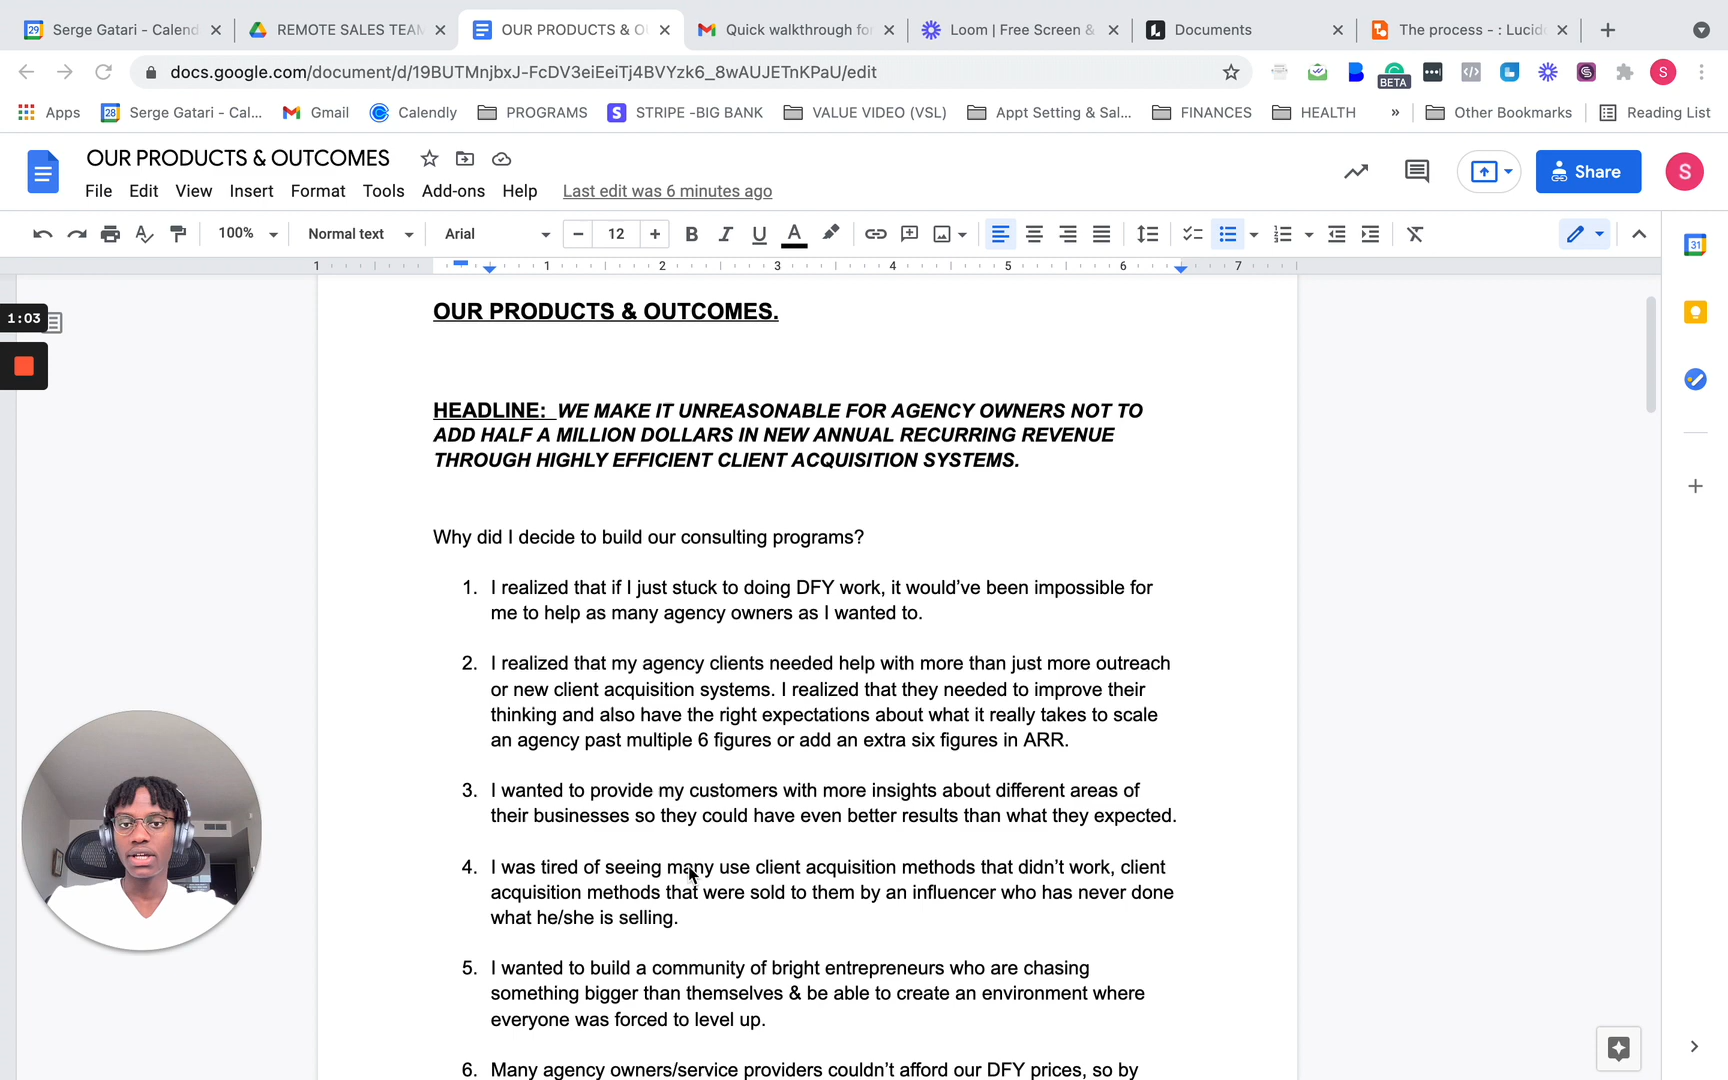 Serge Gatari - Calend
REMOTE SALES TEAM
OUR PRODUCTS & O
Quick walkthrough for
Loom | Free Screen &
Documents
The process - : Lucid
docs.google.com/document/d/19BUTMnjbxJ-FcDV3eiEeiTj4BVYzk6_8wAUJETnKPaU/edit
BETA
S
Apps
Serge Gatari - Cal...
Gmail
Calendly
PROGRAMS
STRIPE -BIG BANK
VALUE VIDEO (VSL)
Appt Setting & Sal...
FINANCES
HEALTH
»
Other Bookmarks
Reading List
OUR PRODUCTS & OUTCOMES
File Edit View Insert Format Tools Add-ons Help Last edit was 6 minutes ago
Share
S
100% Normal text Arial 12 B I U A
1 1 2 3 4 5 6 7
31
1:03
OUR PRODUCTS & OUTCOMES.
HEADLINE: WE MAKE IT UNREASONABLE FOR AGENCY OWNERS NOT TO
ADD HALF A MILLION DOLLARS IN NEW ANNUAL RECURRING REVENUE
THROUGH HIGHLY EFFICIENT CLIENT ACQUISITION SYSTEMS.
Why did I decide to build our consulting programs?
1. I realized that if I just stuck to doing DFY work, it would’ve been impossible for
me to help as many agency owners as I wanted to.
2. I realized that my agency clients needed help with more than just more outreach
or new client acquisition systems. I realized that they needed to improve their
thinking and also have the right expectations about what it really takes to scale
an agency past multiple 6 figures or add an extra six figures in ARR.
3. I wanted to provide my customers with more insights about different areas of
their businesses so they could have even better results than what they expected.
4. I was tired of seeing many use client acquisition methods that didn’t work, client
acquisition methods that were sold to them by an influencer who has never done
what he/she is selling.
5. I wanted to build a community of bright entrepreneurs who are chasing
something bigger than themselves & be able to create an environment where
everyone was forced to level up.
6. Many agency owners/service providers couldn’t afford our DFY prices, so by